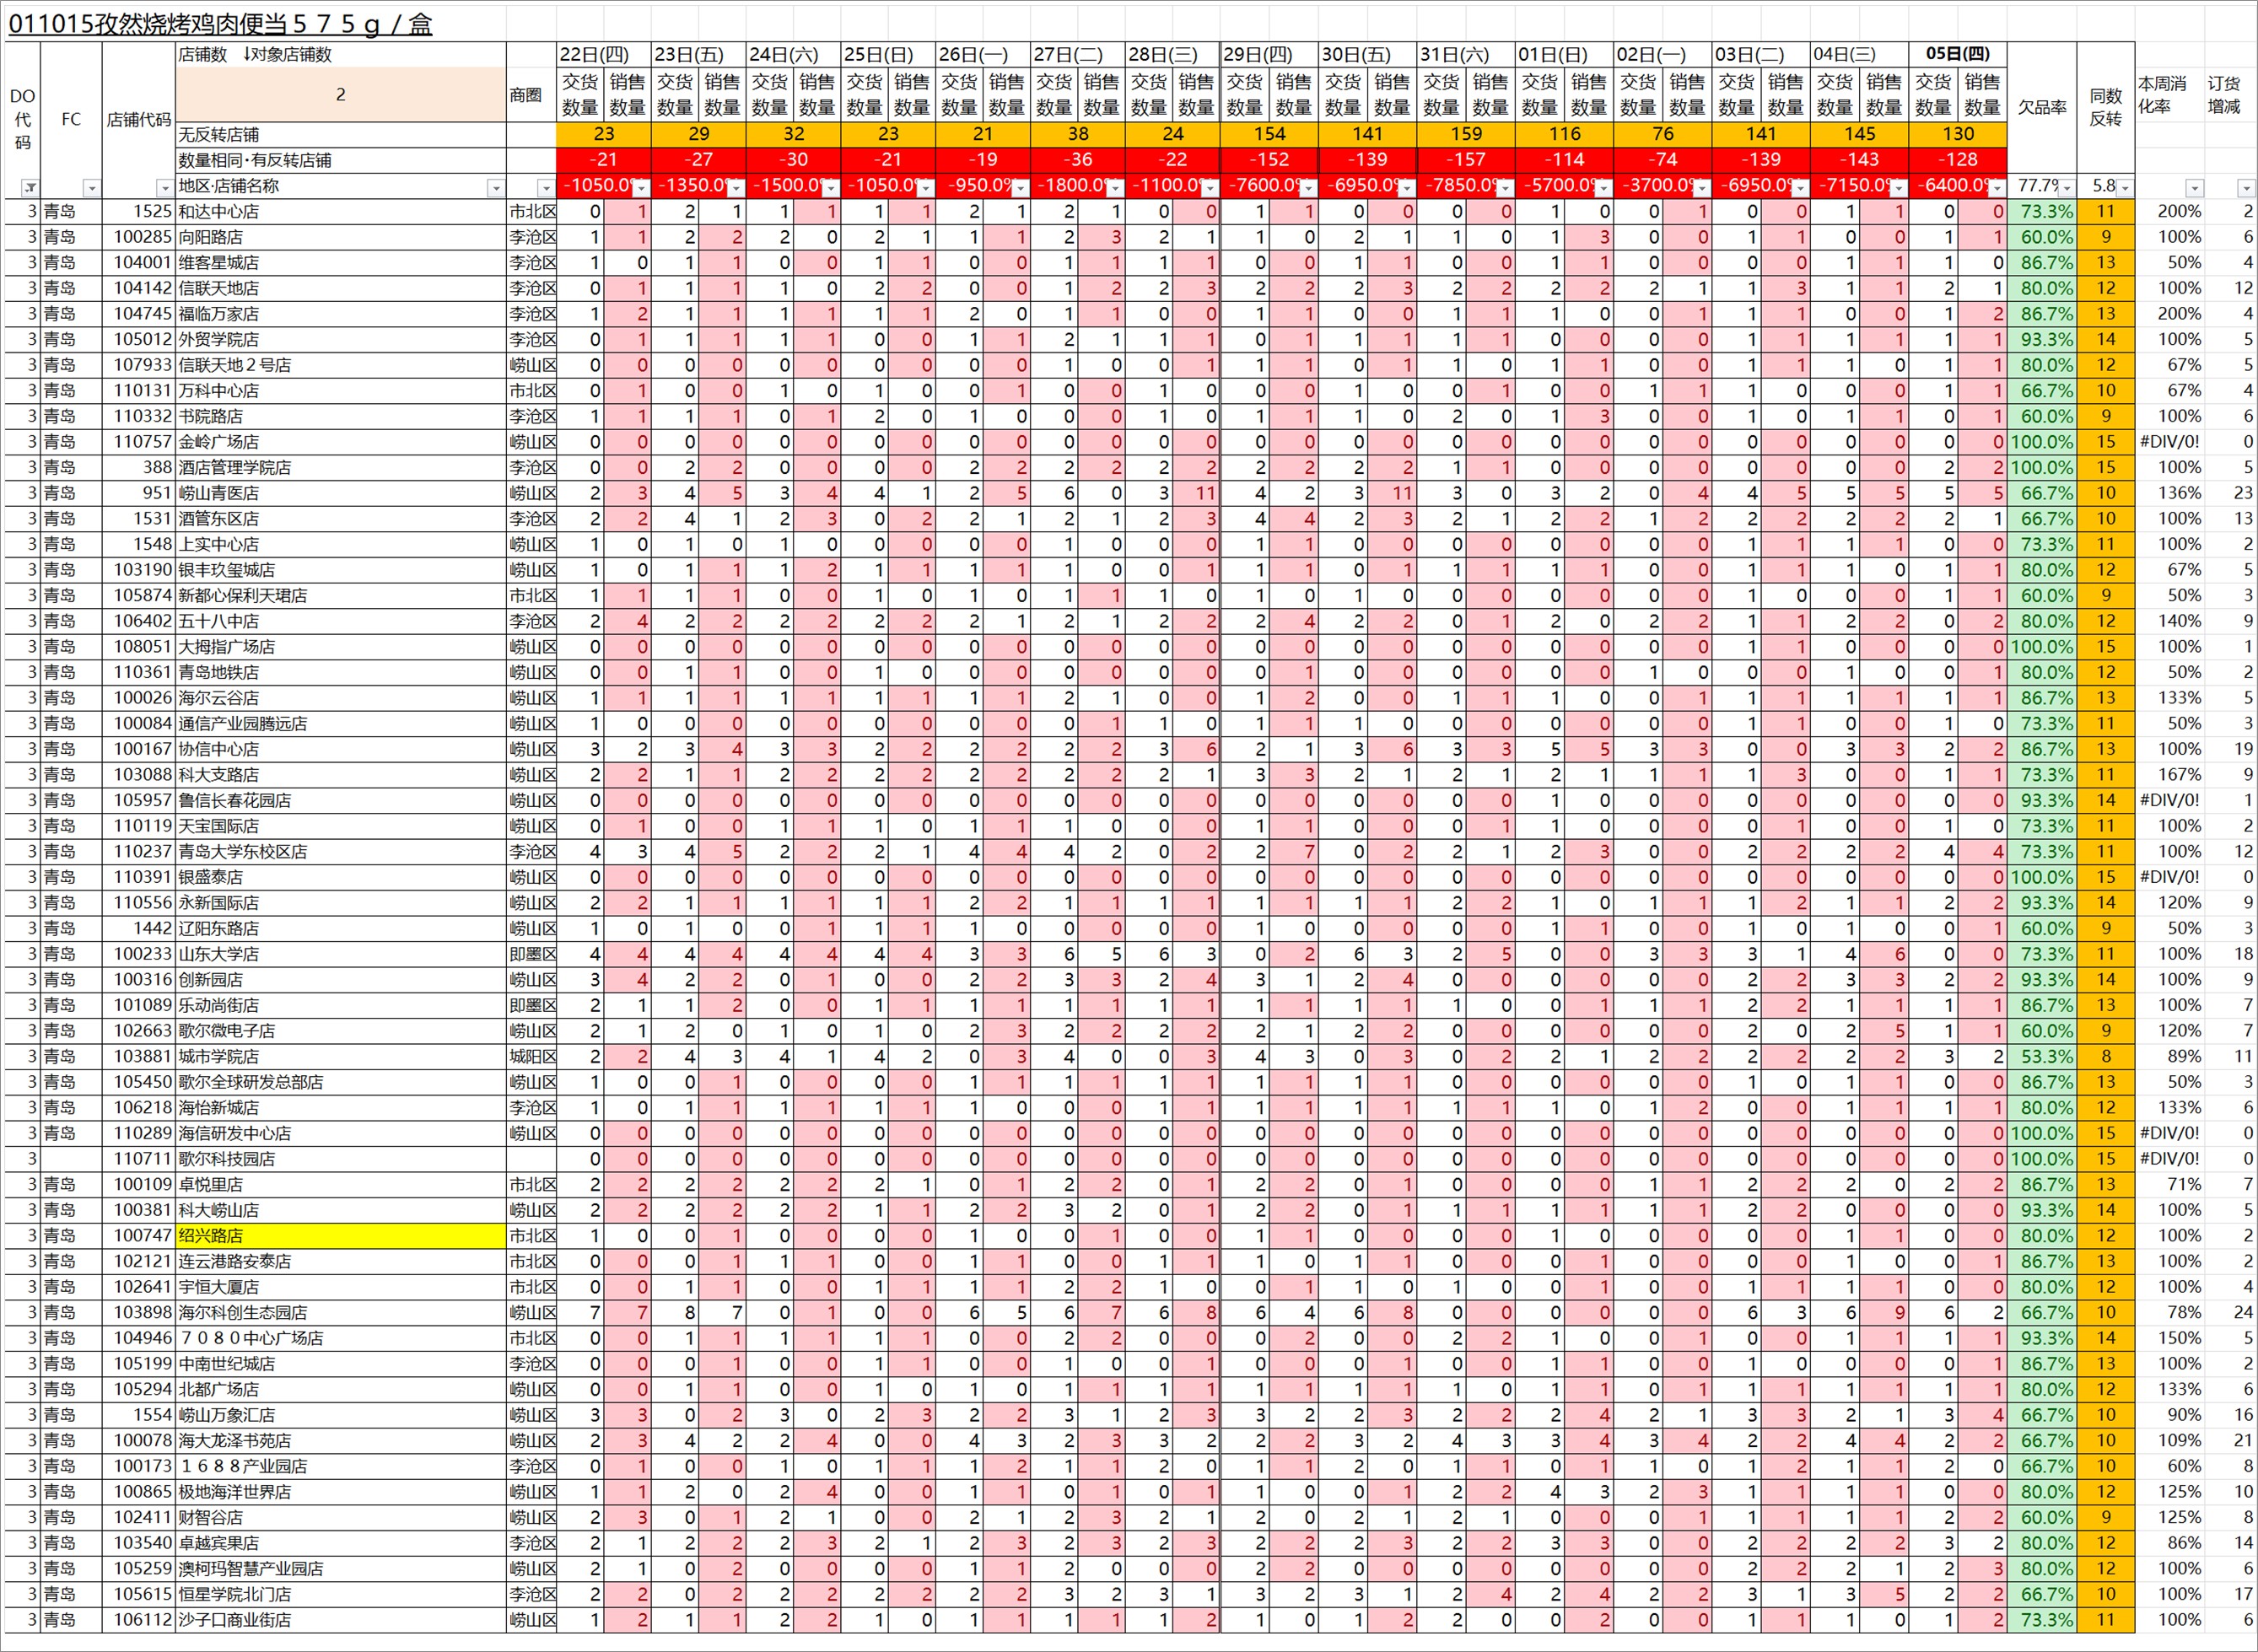 011015孜然烧烤鸡肉便当５７５ｇ／盒
DO代码 FC 店铺代码 店铺数 ↓对象店铺数 商圈 22日(四) 23日(五) 24日(六) 25日(日) 26日(一) 27日(二) 28日(三) 29日(四) 30日(五) 31日(六) 01日(日) 02日(一) 03日(二) 04日(三) 05日(四) 欠品率 同数反转 本周消化率 订货增减
2 交货数量 销售数量 交货数量 销售数量 交货数量 销售数量 交货数量 销售数量 交货数量 销售数量 交货数量 销售数量 交货数量 销售数量 交货数量 销售数量 交货数量 销售数量 交货数量 销售数量 交货数量 销售数量 交货数量 销售数量 交货数量 销售数量 交货数量 销售数量 交货数量 销售数量
无反转店铺 23 29 32 23 21 38 24 154 141 159 116 76 141 145 130
数量相同·有反转店铺 -21 -27 -30 -21 -19 -36 -22 -152 -139 -157 -114 -74 -139 -143 -128
地区·店铺名称 -1050.0% -1350.0% -1500.0% -1050.0% -950.0% -1800.0% -1100.0% -7600.0% -6950.0% -7850.0% -5700.0% -3700.0% -6950.0% -7150.0% -6400.0% 77.7% 5.8
3 青岛 1525 和达中心店 市北区 0 1 2 1 1 1 1 1 2 1 2 1 0 0 1 1 0 0 0 0 1 0 0 1 0 0 1 1 0 0 73.3% 11 200% 2
3 青岛 100285 向阳路店 李沧区 1 1 2 2 2 0 2 1 1 1 2 3 2 1 1 0 2 1 1 0 1 3 0 0 1 1 0 0 1 1 60.0% 9 100% 6
3 青岛 104001 维客星城店 李沧区 1 0 1 1 0 0 1 1 0 0 1 1 1 1 0 0 1 1 0 0 1 1 0 0 0 0 1 1 1 0 86.7% 13 50% 4
3 青岛 104142 信联天地店 李沧区 0 1 1 1 1 0 2 2 0 0 1 2 2 3 2 2 2 3 2 2 2 2 2 1 1 3 1 1 2 1 80.0% 12 100% 12
3 青岛 104745 福临万家店 李沧区 1 2 1 1 1 1 1 1 2 0 1 1 0 0 1 1 0 0 1 1 1 0 0 1 1 1 0 0 1 2 86.7% 13 200% 4
3 青岛 105012 外贸学院店 李沧区 0 1 1 1 1 1 0 0 1 1 2 1 1 1 0 1 1 1 1 1 0 0 0 0 1 1 1 1 1 1 93.3% 14 100% 5
3 青岛 107933 信联天地２号店 崂山区 0 0 0 0 0 0 0 0 0 0 1 0 0 1 1 1 0 1 1 0 1 1 0 0 1 1 1 0 1 1 80.0% 12 67% 5
3 青岛 110131 万科中心店 市北区 0 1 0 0 1 0 1 0 0 1 0 0 1 0 0 0 1 0 0 1 0 0 1 1 1 0 0 0 1 1 66.7% 10 67% 4
3 青岛 110332 书院路店 李沧区 1 1 1 1 0 1 2 0 1 0 0 0 1 0 1 1 1 0 2 0 1 3 0 0 1 0 1 1 0 1 60.0% 9 100% 6
3 青岛 110757 金岭广场店 崂山区 0 0 0 0 0 0 0 0 0 0 0 0 0 0 0 0 0 0 0 0 0 0 0 0 0 0 0 0 0 0 100.0% 15 #DIV/0! 0
3 青岛 388 酒店管理学院店 李沧区 0 0 2 2 0 0 0 0 2 2 2 2 2 2 2 2 2 2 1 1 0 0 0 0 0 0 0 0 2 2 100.0% 15 100% 5
3 青岛 951 崂山青医店 崂山区 2 3 4 5 3 4 4 1 2 5 6 0 3 11 4 2 3 11 3 0 3 2 0 4 4 5 5 5 5 5 66.7% 10 136% 23
3 青岛 1531 酒管东区店 李沧区 2 2 4 1 2 3 0 2 2 1 2 1 2 3 4 4 2 3 2 1 2 2 1 2 2 2 2 2 2 1 66.7% 10 100% 13
3 青岛 1548 上实中心店 崂山区 1 0 1 0 1 0 0 0 0 0 1 0 0 0 1 1 0 0 0 0 0 0 0 0 1 1 1 1 0 0 73.3% 11 100% 2
3 青岛 103190 银丰玖玺城店 崂山区 1 0 1 1 1 2 1 1 1 1 1 0 0 1 1 1 0 1 1 1 1 1 0 0 1 1 1 0 1 1 80.0% 12 67% 5
3 青岛 105874 新都心保利天珺店 市北区 1 1 1 1 0 0 1 0 1 0 1 1 1 0 1 0 1 0 0 0 0 0 0 0 1 0 0 0 1 1 60.0% 9 50% 3
3 青岛 106402 五十八中店 李沧区 2 4 2 2 2 2 2 2 2 1 2 1 2 2 2 4 2 2 0 1 2 0 2 2 1 1 2 2 0 2 80.0% 12 140% 9
3 青岛 108051 大拇指广场店 崂山区 0 0 0 0 0 0 0 0 0 0 0 0 0 0 0 0 0 0 0 0 0 0 0 0 1 1 0 0 0 0 100.0% 15 100% 1
3 青岛 110361 青岛地铁店 崂山区 0 0 1 1 0 0 1 0 0 0 0 0 0 0 0 1 0 0 0 0 0 0 1 0 0 0 1 0 0 1 80.0% 12 50% 2
3 青岛 100026 海尔云谷店 崂山区 1 1 1 1 1 1 1 1 1 1 2 1 0 0 1 2 0 0 1 1 1 0 0 1 1 1 1 1 1 1 86.7% 13 133% 5
3 青岛 100084 通信产业园腾远店 崂山区 1 0 0 0 0 0 0 0 0 0 0 1 1 0 1 1 1 0 0 0 0 0 0 0 1 1 0 0 1 0 73.3% 11 50% 3
3 青岛 100167 协信中心店 崂山区 3 2 3 4 3 3 2 2 2 2 2 2 3 6 2 1 3 6 3 3 5 5 3 3 0 0 3 3 2 2 86.7% 13 100% 19
3 青岛 103088 科大支路店 崂山区 2 2 1 1 2 2 2 2 2 2 2 2 2 1 3 3 2 1 2 1 2 1 1 1 1 3 0 0 1 1 73.3% 11 167% 9
3 青岛 105957 鲁信长春花园店 崂山区 0 0 0 0 0 0 0 0 0 0 0 0 0 0 0 0 0 0 0 0 1 0 0 0 0 0 0 0 0 0 93.3% 14 #DIV/0! 1
3 青岛 110119 天宝国际店 崂山区 0 1 0 0 1 1 1 0 1 1 1 0 0 0 1 1 0 0 0 1 1 0 0 0 0 1 0 0 1 0 73.3% 11 100% 2
3 青岛 110237 青岛大学东校区店 李沧区 4 3 4 5 2 2 2 1 4 4 4 2 0 2 2 7 0 2 2 1 2 3 0 0 2 2 2 2 4 4 73.3% 11 100% 12
3 青岛 110391 银盛泰店 崂山区 0 0 0 0 0 0 0 0 0 0 0 0 0 0 0 0 0 0 0 0 0 0 0 0 0 0 0 0 0 0 100.0% 15 #DIV/0! 0
3 青岛 110556 永新国际店 崂山区 2 2 1 1 1 1 1 1 2 2 1 1 1 1 1 1 1 1 2 2 1 0 1 1 1 2 1 1 2 2 93.3% 14 120% 9
3 青岛 1442 辽阳东路店 崂山区 1 0 1 0 0 1 1 1 1 0 0 0 0 0 1 0 0 0 0 0 1 1 0 0 1 0 1 0 0 1 60.0% 9 50% 3
3 青岛 100233 山东大学店 即墨区 4 4 4 4 4 4 4 4 3 3 6 5 6 3 0 2 6 3 2 5 0 0 3 3 3 1 4 6 0 0 73.3% 11 100% 18
3 青岛 100316 创新园店 崂山区 3 4 2 2 0 1 0 0 2 2 3 3 2 4 3 1 2 4 0 0 0 0 0 0 2 2 3 3 2 2 93.3% 14 100% 9
3 青岛 101089 乐动尚街店 即墨区 2 1 1 2 0 0 1 1 1 1 1 1 1 1 1 1 1 1 1 0 0 1 1 1 2 2 1 1 1 1 86.7% 13 100% 7
3 青岛 102663 歌尔微电子店 崂山区 2 1 2 0 1 0 1 0 2 3 2 2 2 2 2 1 2 2 0 0 0 0 0 0 2 0 2 5 1 1 60.0% 9 120% 7
3 青岛 103881 城市学院店 城阳区 2 2 4 3 4 1 4 2 0 3 4 0 0 3 4 3 0 3 0 2 2 1 2 2 2 2 2 2 3 2 53.3% 8 89% 11
3 青岛 105450 歌尔全球研发总部店 崂山区 1 0 0 1 0 0 0 0 1 1 1 1 1 1 1 1 1 1 0 0 0 0 0 0 1 0 1 1 0 0 86.7% 13 50% 3
3 青岛 106218 海怡新城店 李沧区 1 0 1 1 1 1 1 1 1 0 0 0 1 1 1 1 1 1 1 1 1 0 1 2 0 0 1 1 1 1 80.0% 12 133% 6
3 青岛 110289 海信研发中心店 崂山区 0 0 0 0 0 0 0 0 0 0 0 0 0 0 0 0 0 0 0 0 0 0 0 0 0 0 0 0 0 0 100.0% 15 #DIV/0! 0
3 110711 歌尔科技园店 0 0 0 0 0 0 0 0 0 0 0 0 0 0 0 0 0 0 0 0 0 0 0 0 0 0 0 0 0 0 100.0% 15 #DIV/0! 0
3 青岛 100109 卓悦里店 市北区 2 2 2 2 2 2 2 1 0 1 2 2 0 1 2 2 0 1 0 0 0 0 1 1 2 2 2 0 2 2 86.7% 13 71% 7
3 青岛 100381 科大崂山店 崂山区 2 2 2 2 2 2 1 1 2 2 3 2 0 1 2 2 0 1 1 1 1 1 1 1 2 2 0 0 0 0 93.3% 14 100% 5
3 青岛 100747 绍兴路店 市北区 1 0 0 1 0 0 0 0 1 0 0 1 0 0 1 1 0 0 0 0 1 0 0 0 0 0 1 1 0 0 80.0% 12 100% 2
3 青岛 102121 连云港路安泰店 市北区 0 0 0 1 1 1 0 0 1 1 0 0 1 1 1 0 1 1 0 0 0 1 0 0 0 0 1 0 0 1 86.7% 13 100% 2
3 青岛 102641 宇恒大厦店 市北区 0 0 1 1 0 0 1 1 1 1 2 2 1 0 0 1 1 0 1 0 0 1 0 0 1 1 1 1 0 0 80.0% 12 100% 4
3 青岛 103898 海尔科创生态园店 崂山区 7 7 8 7 0 1 0 0 6 5 6 7 6 8 6 4 6 8 0 0 0 0 0 0 6 3 6 9 6 2 66.7% 10 78% 24
3 青岛 104946 ７０８０中心广场店 市北区 0 0 1 1 1 1 1 1 0 0 2 2 0 0 0 2 0 0 2 2 1 0 0 1 0 0 1 1 1 1 93.3% 14 150% 5
3 青岛 105199 中南世纪城店 李沧区 0 0 0 1 0 0 1 1 0 0 1 0 0 1 0 0 0 1 0 0 1 1 0 0 1 0 0 0 0 1 86.7% 13 100% 2
3 青岛 105294 北都广场店 崂山区 0 0 1 1 0 0 1 0 1 0 1 1 1 1 1 1 1 1 1 0 1 1 0 1 1 1 1 1 1 1 80.0% 12 133% 6
3 青岛 1554 崂山万象汇店 崂山区 3 3 0 2 3 0 2 3 2 2 3 1 2 3 3 2 2 3 2 2 2 4 2 1 3 3 2 1 3 4 66.7% 10 90% 16
3 青岛 100078 海大龙泽书苑店 崂山区 2 3 4 2 2 4 0 0 4 3 2 3 3 2 2 2 3 2 4 3 3 4 3 4 2 2 4 4 2 2 66.7% 10 109% 21
3 青岛 100173 １６８８产业园店 李沧区 0 1 0 0 1 0 1 1 1 2 1 1 2 0 1 1 2 0 1 1 0 1 1 0 1 2 1 1 2 0 66.7% 10 60% 8
3 青岛 100865 极地海洋世界店 崂山区 1 1 2 0 2 4 0 0 1 1 0 1 0 1 1 0 0 1 2 2 4 3 2 3 1 1 1 1 0 0 80.0% 12 125% 10
3 青岛 102411 财智谷店 崂山区 2 3 0 1 2 1 0 0 2 1 2 3 2 1 2 0 2 1 2 1 0 0 0 1 1 1 1 1 2 2 60.0% 9 125% 8
3 青岛 103540 卓越宾果店 李沧区 2 1 2 2 2 3 2 1 2 3 2 3 2 3 2 2 2 3 2 2 3 3 0 0 2 2 2 2 3 2 80.0% 12 86% 14
3 青岛 105259 澳柯玛智慧产业园店 崂山区 2 1 0 2 0 0 0 0 1 1 2 0 0 0 2 2 0 0 0 0 0 0 0 0 2 2 2 1 2 3 80.0% 12 100% 6
3 青岛 105615 恒星学院北门店 李沧区 2 2 0 2 2 2 2 2 2 2 3 2 3 1 3 2 3 1 2 4 2 4 2 2 3 1 3 5 2 2 66.7% 10 100% 17
3 青岛 106112 沙子口商业街店 崂山区 1 2 1 1 2 2 1 0 1 1 1 1 1 2 1 0 1 2 2 0 0 2 0 0 1 1 1 0 1 2 73.3% 11 100% 6